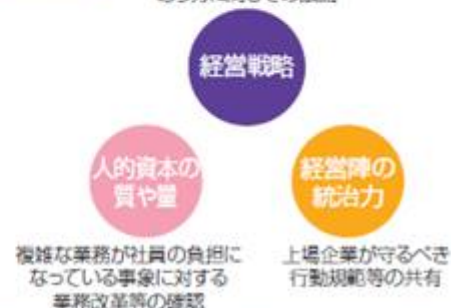 経営戦略
人的資本の
質や量
経営陣の
統治力
複雑な業務が社員の負担に
なっている事象に対する
業務改革等の確認
上場企業が守るべき
行動規範等の共有